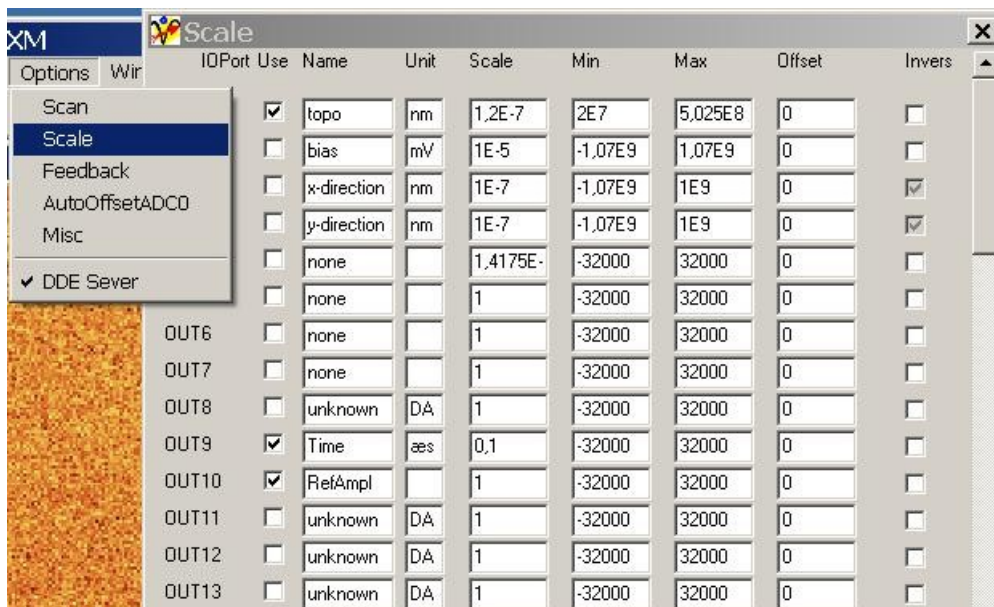 XM
Scale
Options Wir
IOPort Use Name Unit Scale Min Max Offset Invers
Scan
topo nm 1,2E-7 2E7 5,025E8 0
Scale
bias mV 1E-5 -1,07E9 1,07E9 0
Feedback
x-direction nm 1E-7 -1,07E9 1E9 0
AutoOffsetADC0
y-direction nm 1E-7 -1,07E9 1E9 0
Misc
none 1,4175E- -32000 32000 0
DDE Sever
none 1 -32000 32000 0
OUT6 none 1 -32000 32000 0
OUT7 none 1 -32000 32000 0
OUT8 unknown DA 1 -32000 32000 0
OUT9 Time æs 0,1 -32000 32000 0
OUT10 RefAmpl 1 -32000 32000 0
OUT11 unknown DA 1 -32000 32000 0
OUT12 unknown DA 1 -32000 32000 0
OUT13 unknown DA 1 -32000 32000 0